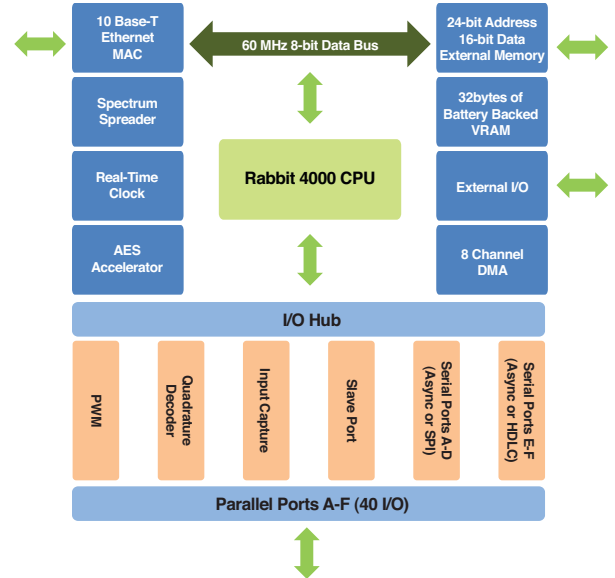 10 Base-T
Ethernet
MAC
60 MHz 8-bit Data Bus
24-bit Address
16-bit Data
External Memory
Spectrum
Spreader
32bytes of
Battery Backed
VRAM
Rabbit 4000 CPU
Real-Time
Clock
External I/O
AES
Accelerator
8 Channel
DMA
I/O Hub
PWM
Quadrature
Decoder
Input Capture
Slave Port
Serial Ports A-D
(Async or SPI)
Serial Ports E-F
(Async or HDLC)
Parallel Ports A-F (40 I/O)